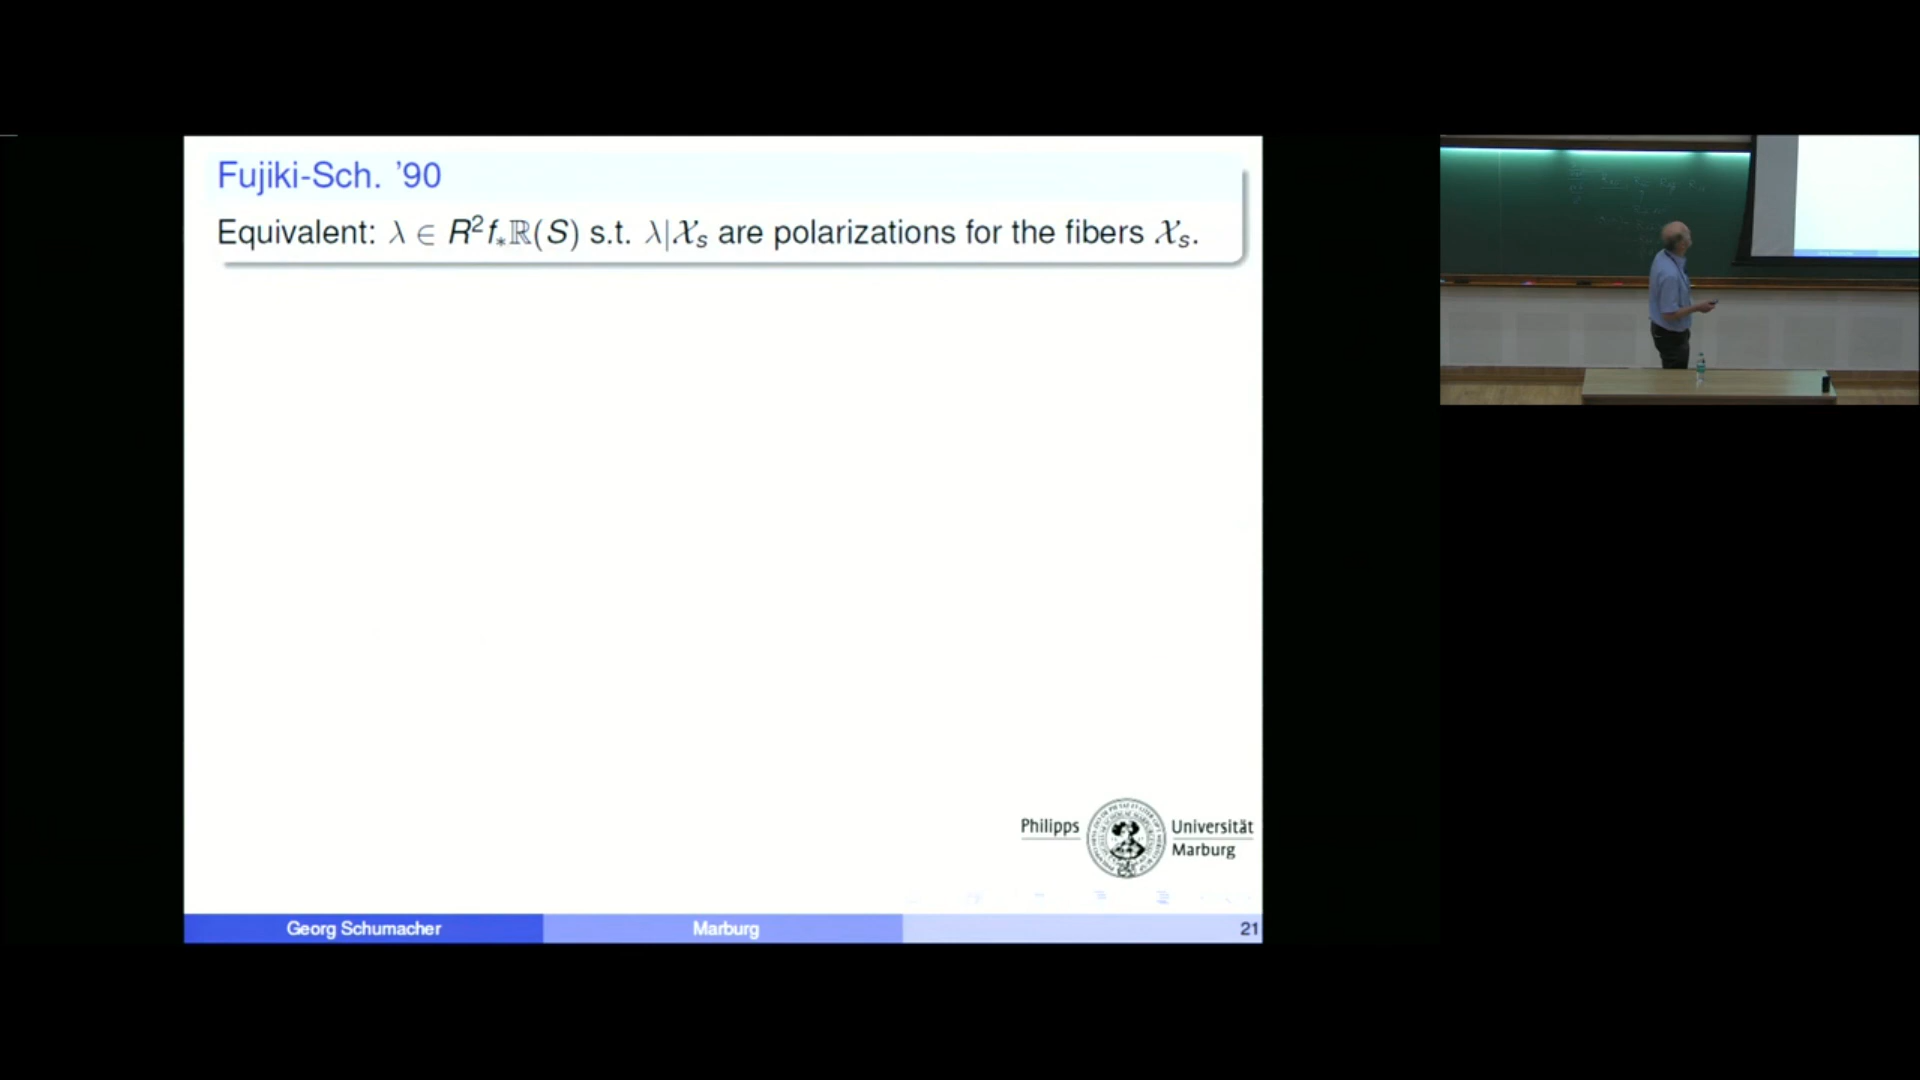 Fujiki-Sch. ’90
Equivalent: λ ∈ R²f₊ℝ(S) s.t. λ|𝒳ₛ are polarizations for the fibers 𝒳ₛ.
Philipps
Universität
Marburg
Georg Schumacher
Marburg
21